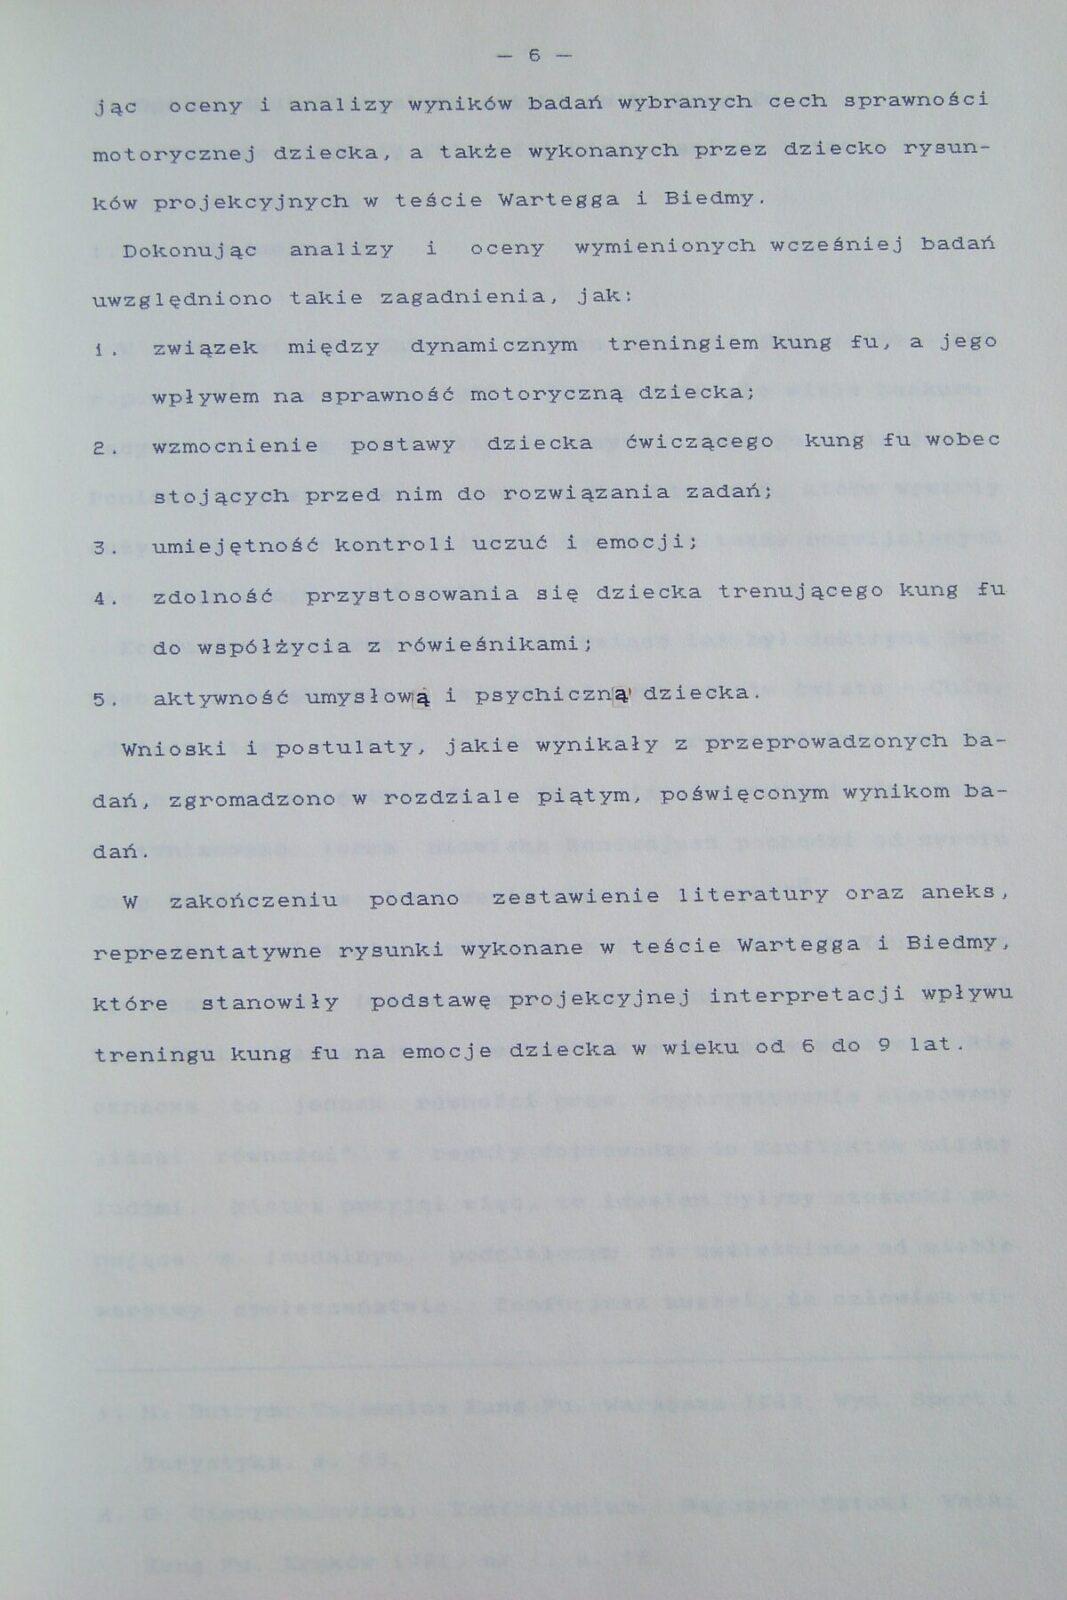 — 6 —
jąc oceny i analizy wyników badań wybranych cech sprawności
motorycznej dziecka, a także wykonanych przez dziecko rysun-
ków projekcyjnych w teście Wartegga i Biedmy.
Dokonując analizy i oceny wymienionych wcześniej badań
uwzględniono takie zagadnienia, jak:
1. związek między dynamicznym treningiem kung fu, a jego
wpływem na sprawność motoryczną dziecka;
2. wzmocnienie postawy dziecka ćwiczącego kung fu wobec
stojących przed nim do rozwiązania zadań;
3. umiejętność kontroli uczuć i emocji;
4. zdolność przystosowania się dziecka trenującego kung fu
do współżycia z rówieśnikami;
5. aktywność umysłową i psychiczną dziecka.
Wnioski i postulaty, jakie wynikały z przeprowadzonych ba-
dań, zgromadzono w rozdziale piątym, poświęconym wynikom ba-
dań.
W zakończeniu podano zestawienie literatury oraz aneks,
reprezentatywne rysunki wykonane w teście Wartegga i Biedmy,
które stanowiły podstawę projekcyjnej interpretacji wpływu
treningu kung fu na emocje dziecka w wieku od 6 do 9 lat.